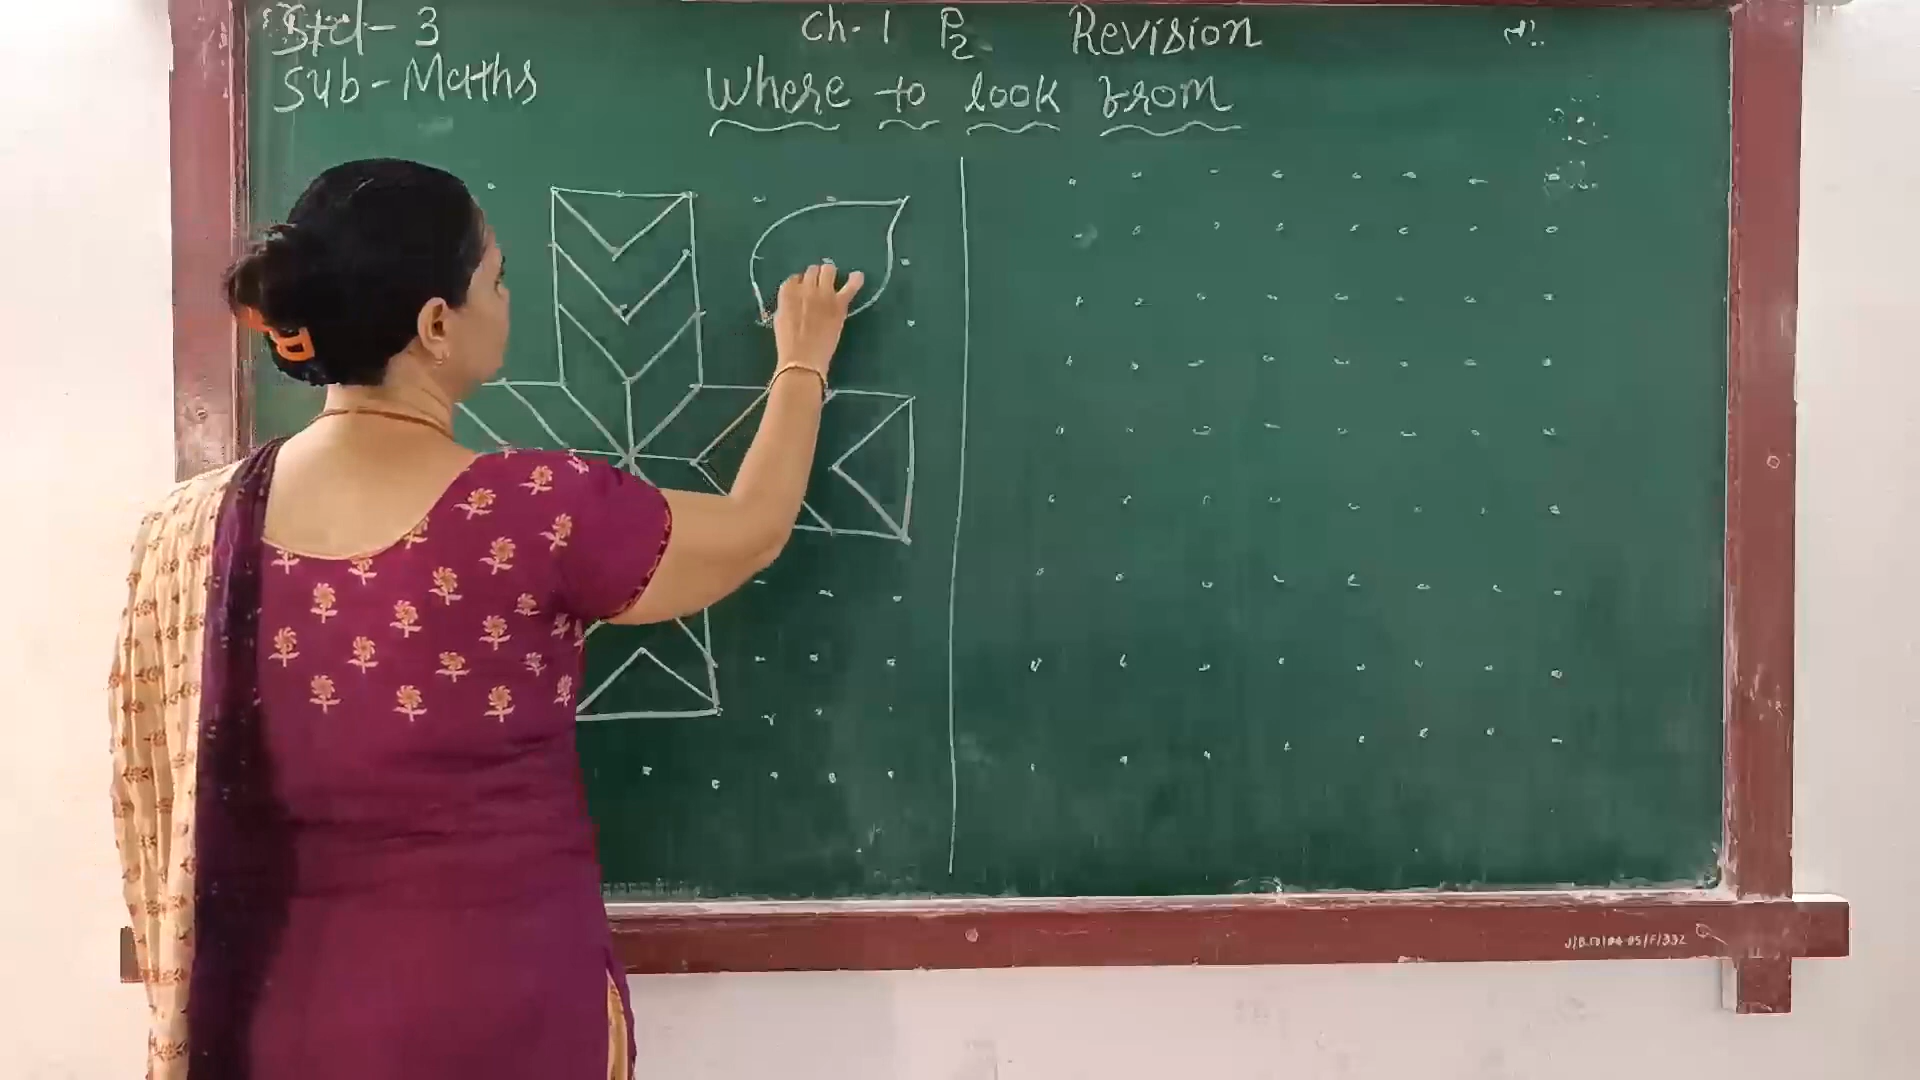 Std - 3
Ch. 1 P2 Revision
Sub - Maths
Where to look from